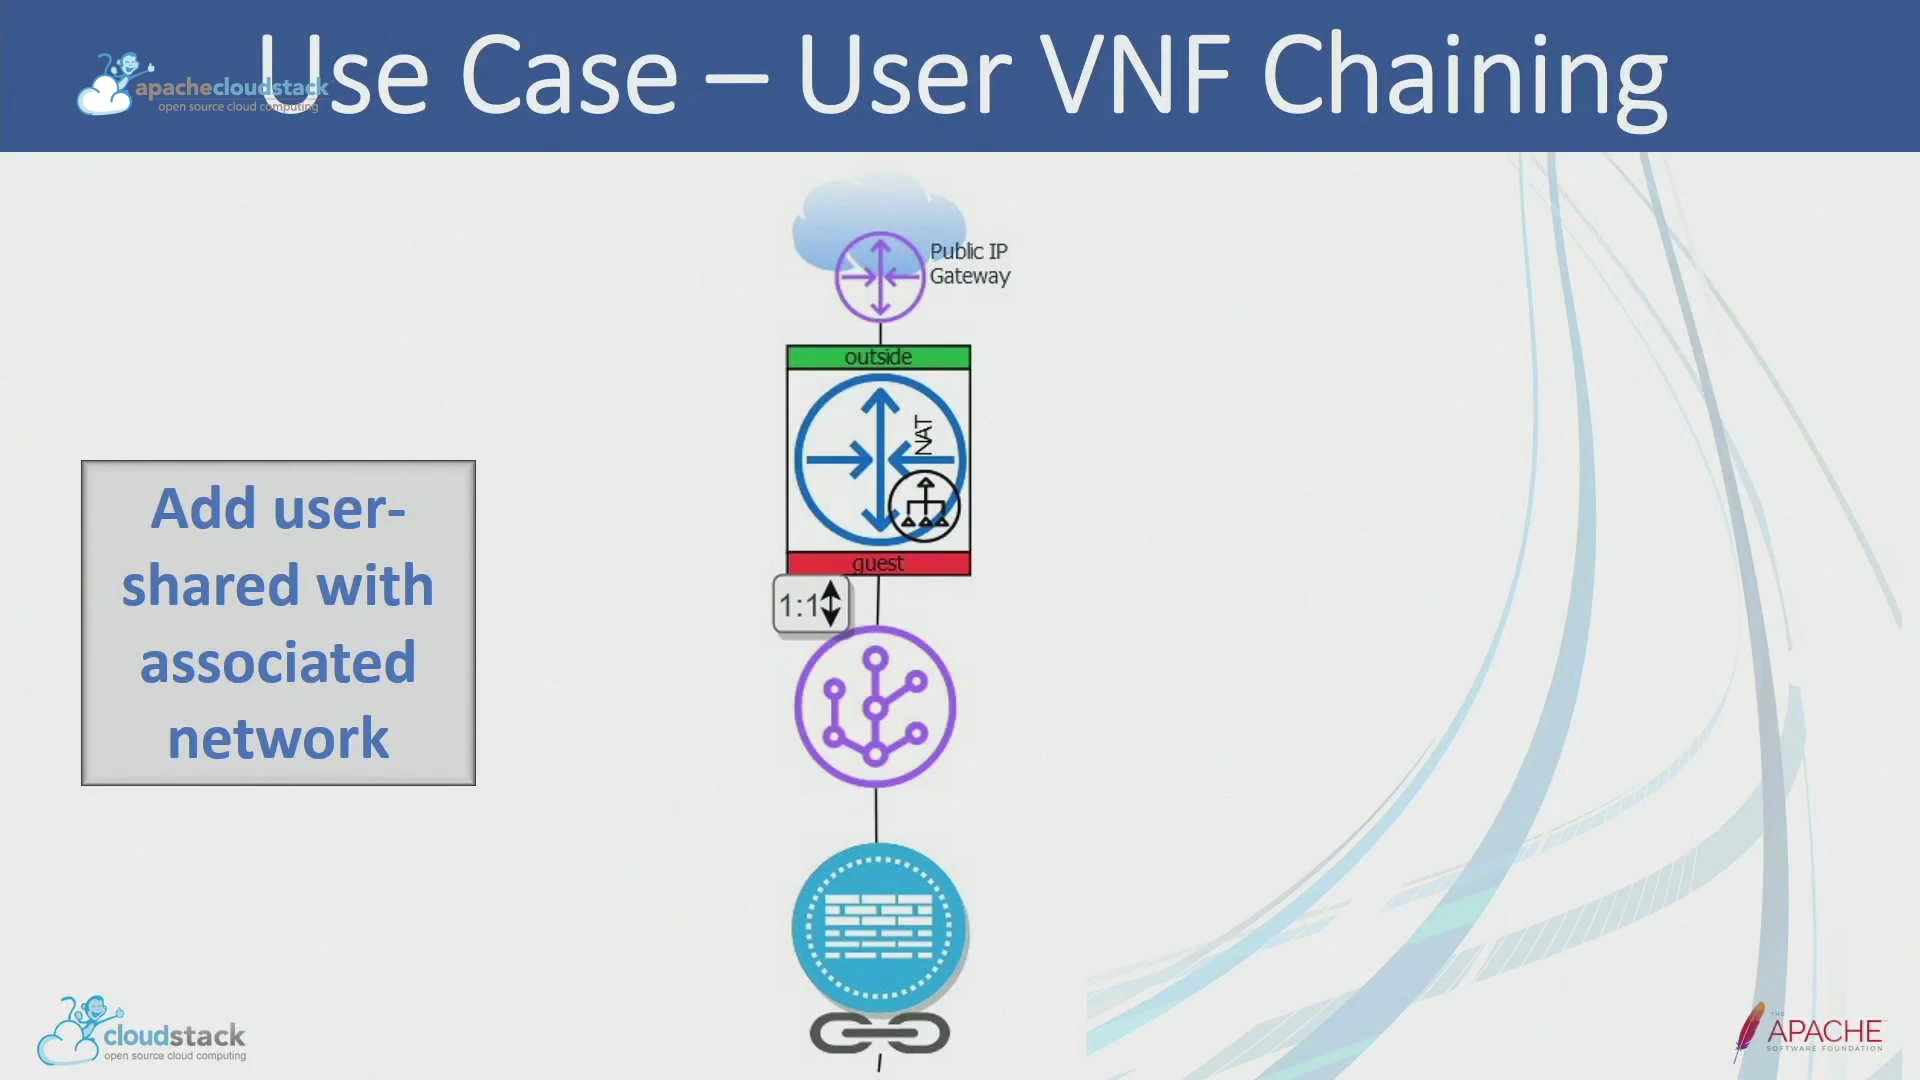 Use Case – User VNF Chaining
apachecloudstack
open source cloud computing
Public IP
Gateway
outside
NAT
guest
1:1
Add user-
shared with
associated
network
cloudstack
open source cloud computing
THE
APACHE
SOFTWARE FOUNDATION